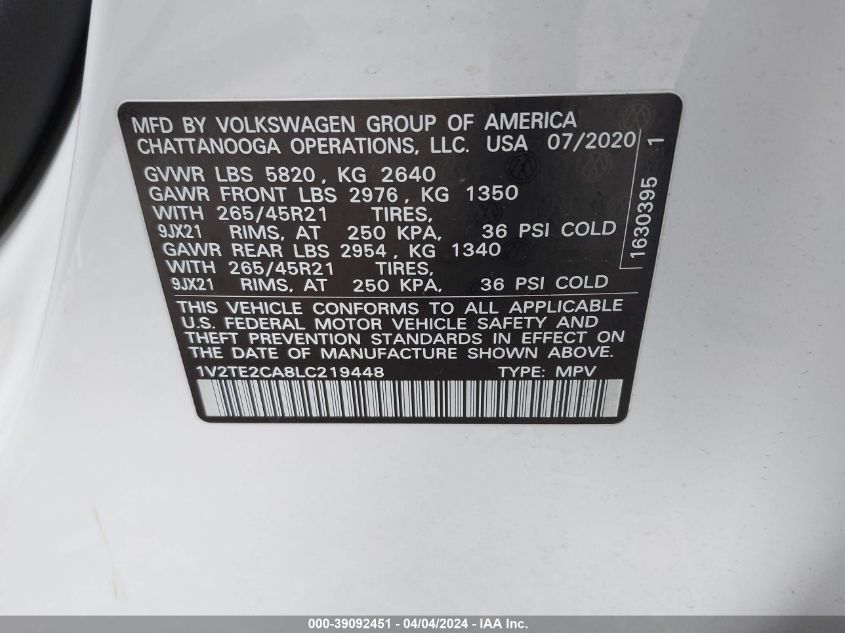 MFD BY VOLKSWAGEN GROUP OF AMERICA
CHATTANOOGA OPERATIONS, LLC. USA 07/2020
GVWR LBS 5820 , KG 2640
GAWR FRONT LBS 2976 , KG 1350
WITH 265/45R21 TIRES,
9JX21 RIMS, AT 250 KPA, 36 PSI COLD
GAWR REAR LBS 2954 , KG 1340
WITH 265/45R21 TIRES,
9JX21 RIMS, AT 250 KPA, 36 PSI COLD
THIS VEHICLE CONFORMS TO ALL APPLICABLE
U.S. FEDERAL MOTOR VEHICLE SAFETY AND
THEFT PREVENTION STANDARDS IN EFFECT ON
THE DATE OF MANUFACTURE SHOWN ABOVE.
1V2TE2CA8LC219448 TYPE: MPV
1630395 1
000-39092451 - 04/04/2024 - IAA Inc.